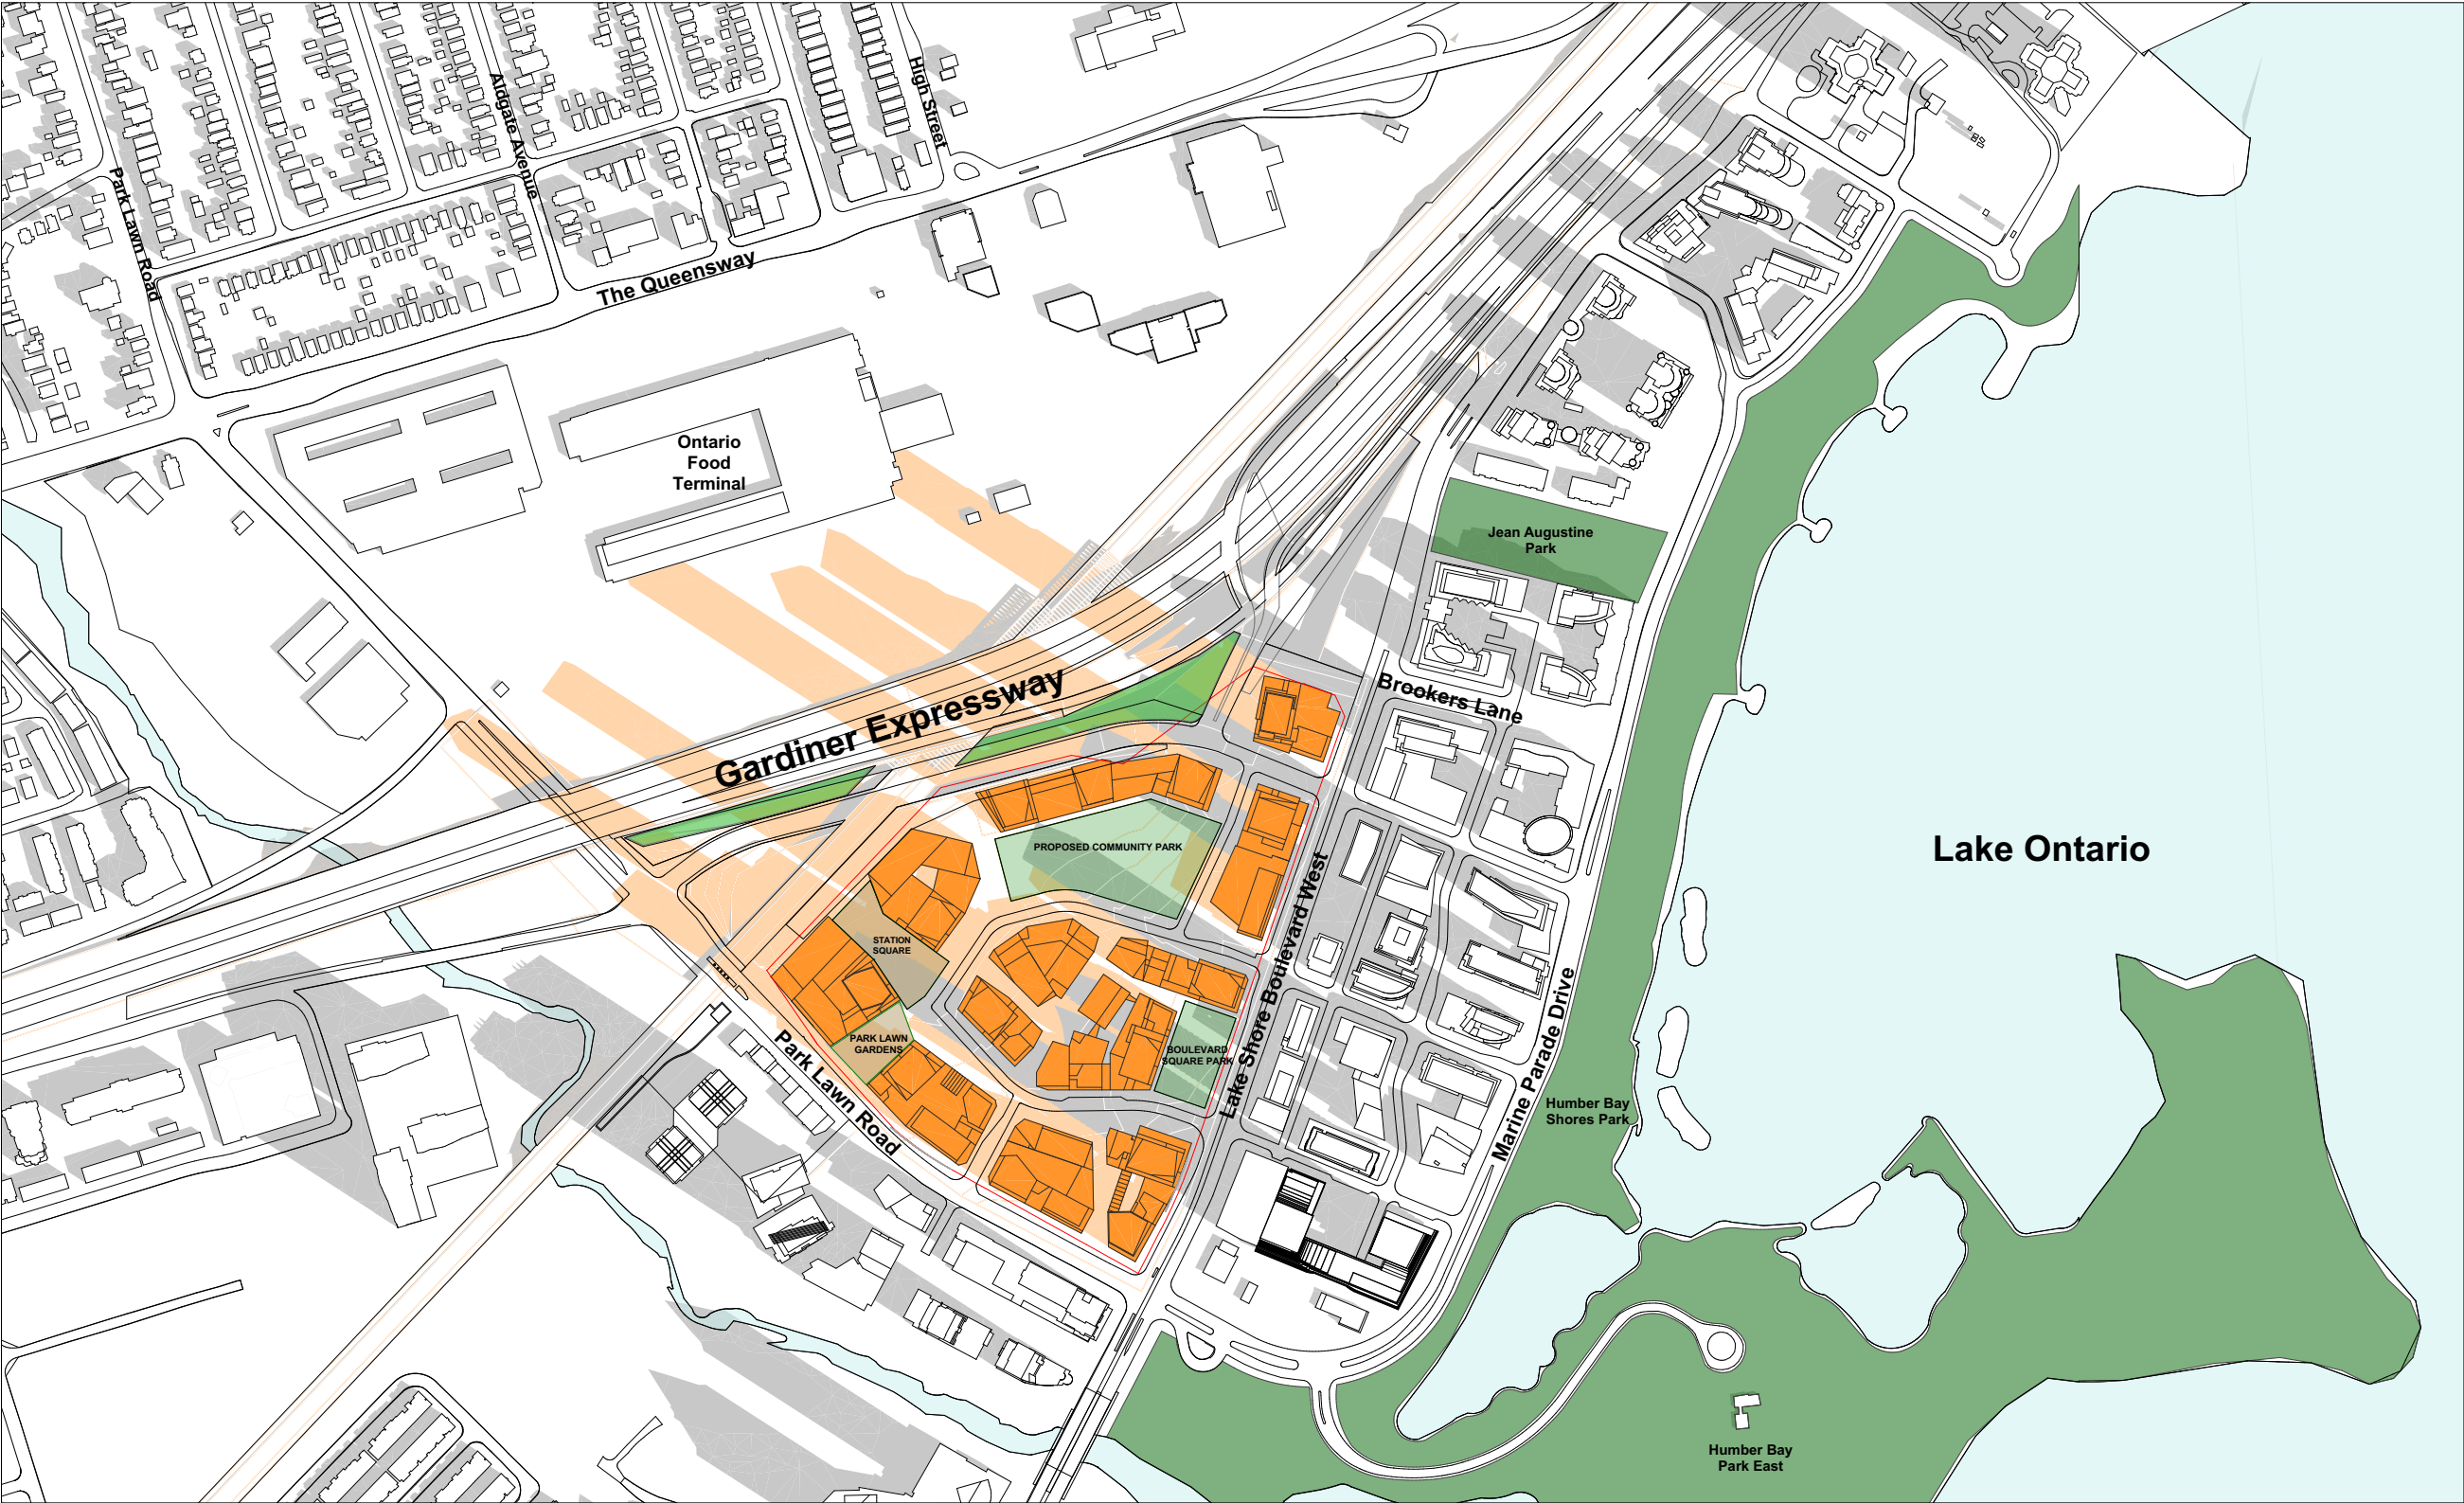 High Street
Aldgate Avenue
Park Lawn Road
The Queensway
Ontario
Food
Terminal
Jean Augustine
Park
Gardiner Expressway
Brookers Lane
PROPOSED COMMUNITY PARK
Lake Ontario
STATION
SQUARE
Lake Shore Boulevard West
PARK LAWN
GARDENS
BOULEVARD
SQUARE PARK
Park Lawn Road
Marine Parade Drive
Humber Bay
Shores Park
Humber Bay
Park East